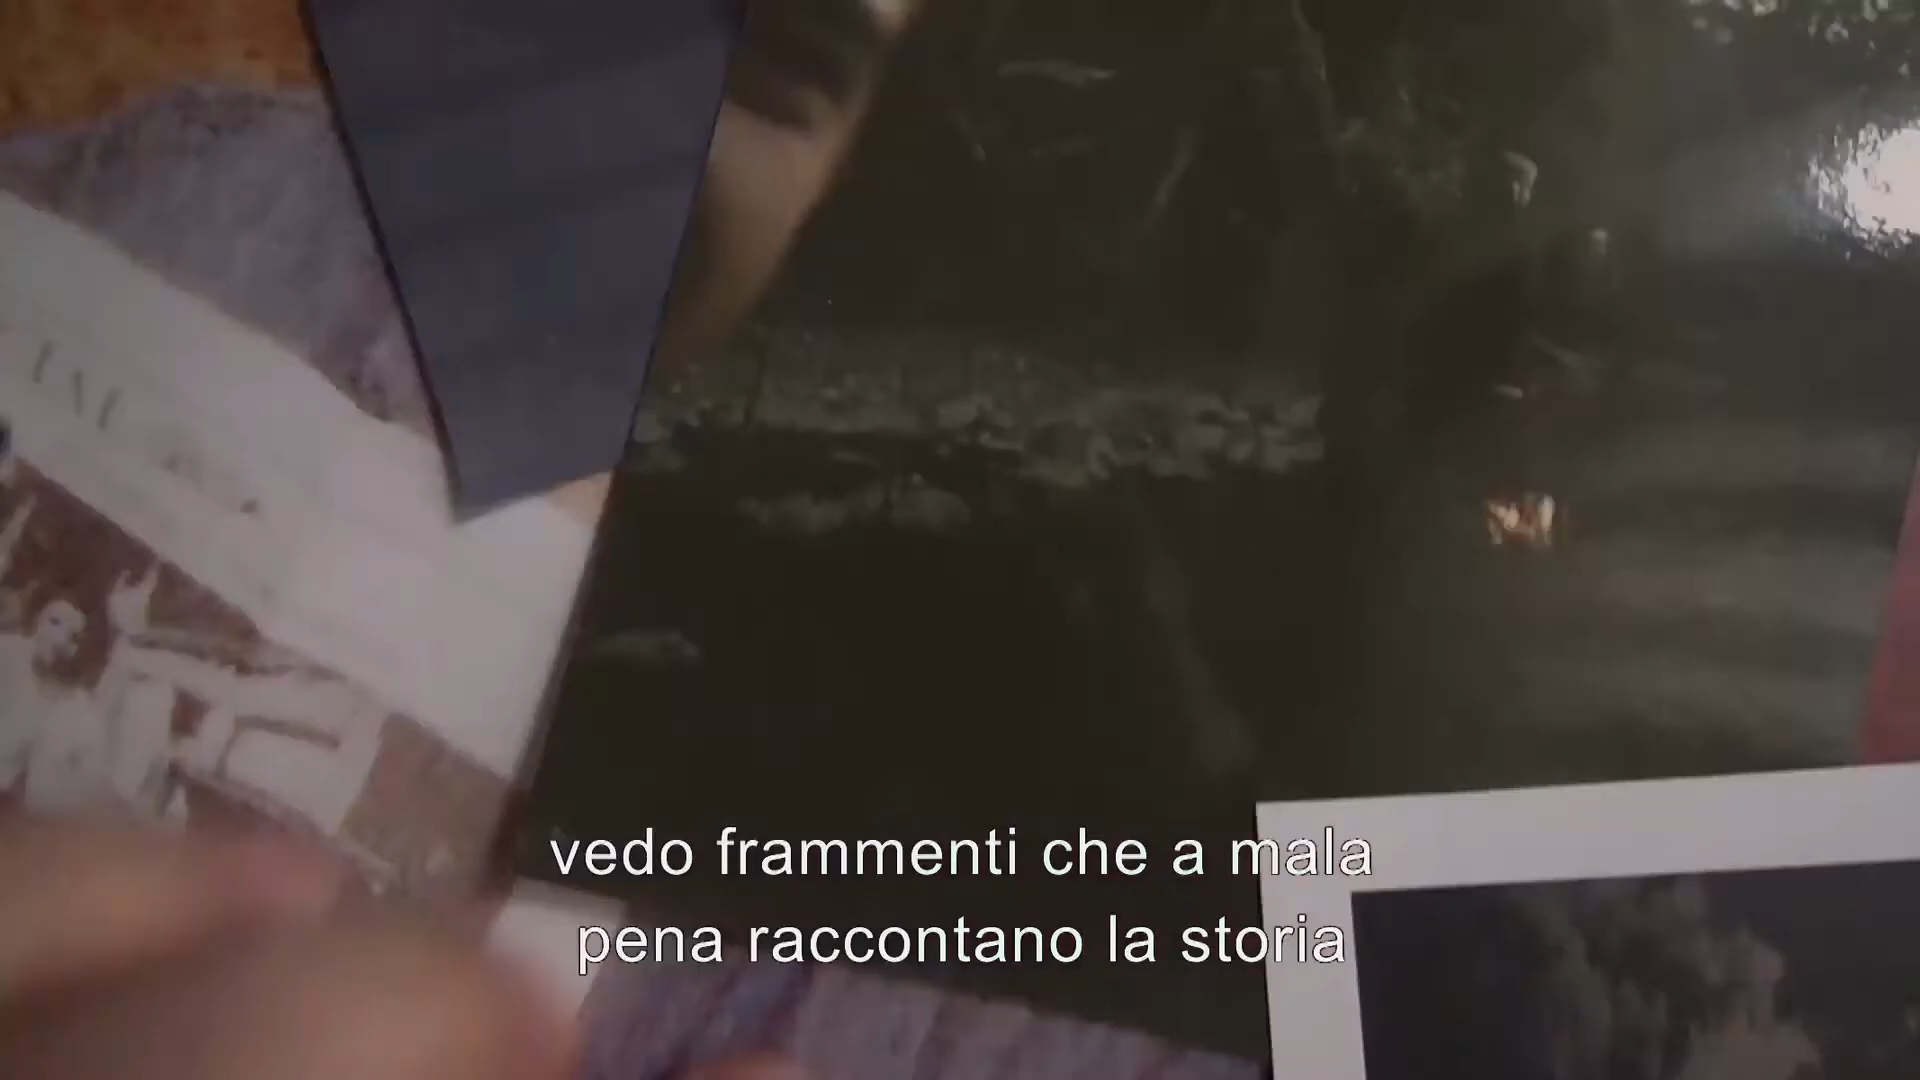 vedo frammenti che a mala
pena raccontano la storia